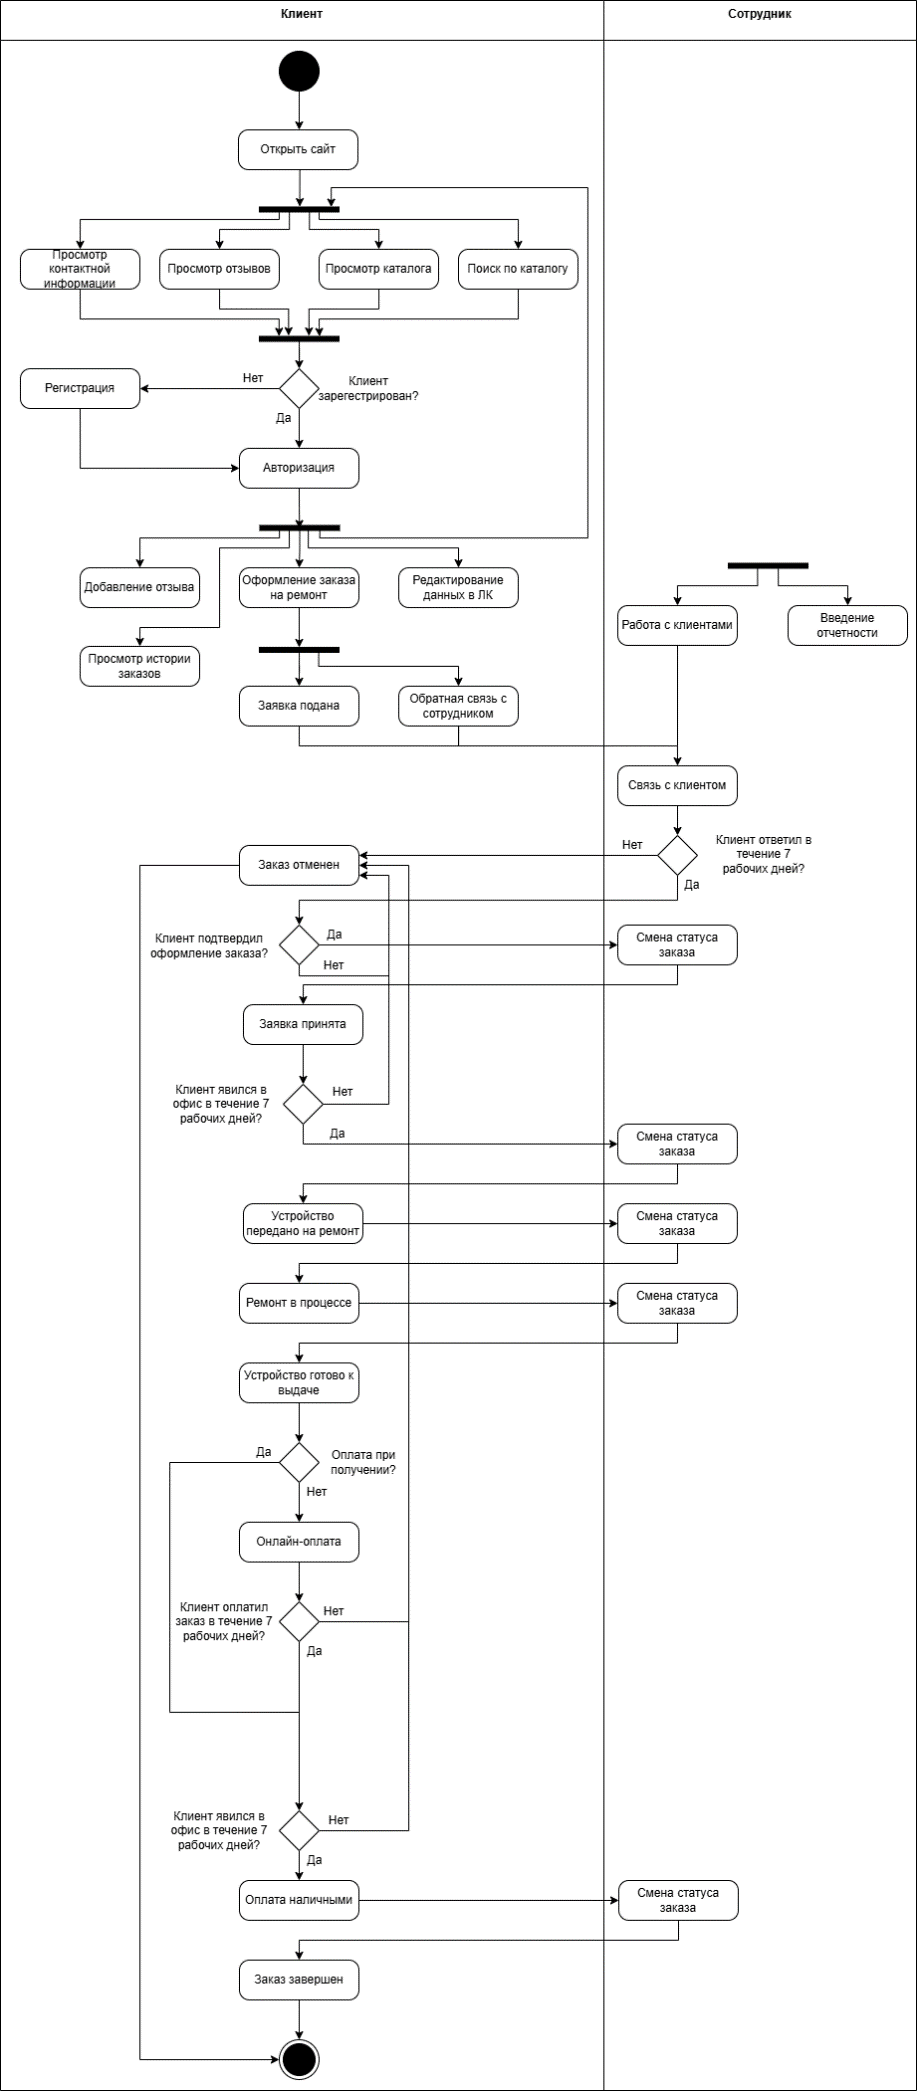 Клиент
Сотрудник
Открыть сайт
Просмотр
контактной
информации
Просмотр отзывов
Просмотр каталога
Поиск по каталогу
Клиент
зарегестрирован?
Нет
Да
Регистрация
Авторизация
Добавление отзыва
Оформление заказа
на ремонт
Редактирование
данных в ЛК
Просмотр истории
заказов
Работа с клиентами
Введение
отчетности
Заявка подана
Обратная связь с
сотрудником
Связь с клиентом
Клиент ответил в
течение 7
рабочих дней?
Нет
Да
Заказ отменен
Клиент подтвердил
оформление заказа?
Да
Нет
Смена статуса
заказа
Заявка принята
Клиент явился в
офис в течение 7
рабочих дней?
Нет
Да
Смена статуса
заказа
Устройство
передано на ремонт
Смена статуса
заказа
Ремонт в процессе
Смена статуса
заказа
Устройство готово к
выдаче
Да
Оплата при
получении?
Нет
Онлайн-оплата
Клиент оплатил
заказ в течение 7
рабочих дней?
Нет
Да
Клиент явился в
офис в течение 7
рабочих дней?
Нет
Да
Оплата наличными
Смена статуса
заказа
Заказ завершен